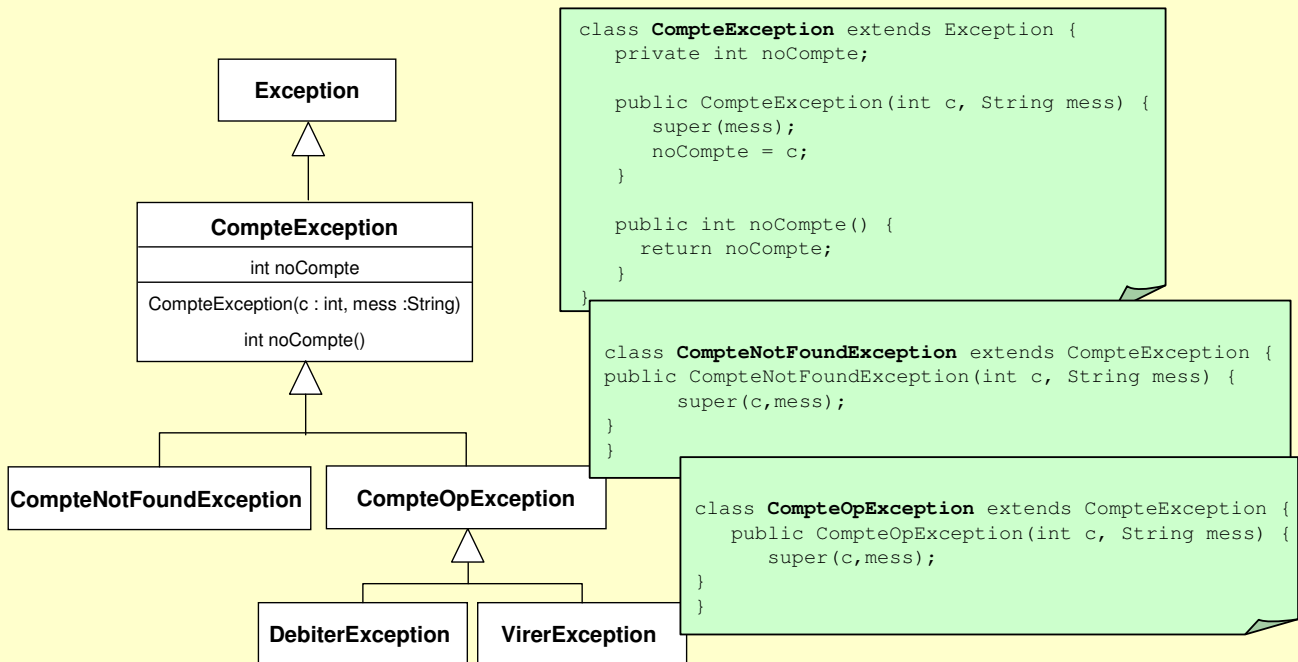 Exception
CompteException
int noCompte
CompteException(c : int, mess :String)
int noCompte()
CompteNotFoundException
CompteOpException
DebiterException
VirerException
class CompteException extends Exception {
private int noCompte;
public CompteException(int c, String mess) {
super(mess);
noCompte = c;
}
public int noCompte() {
return noCompte;
}
}
class CompteNotFoundException extends CompteException {
public CompteNotFoundException(int c, String mess) {
super(c,mess);
}
}
class CompteOpException extends CompteException {
public CompteOpException(int c, String mess) {
super(c,mess);
}
}